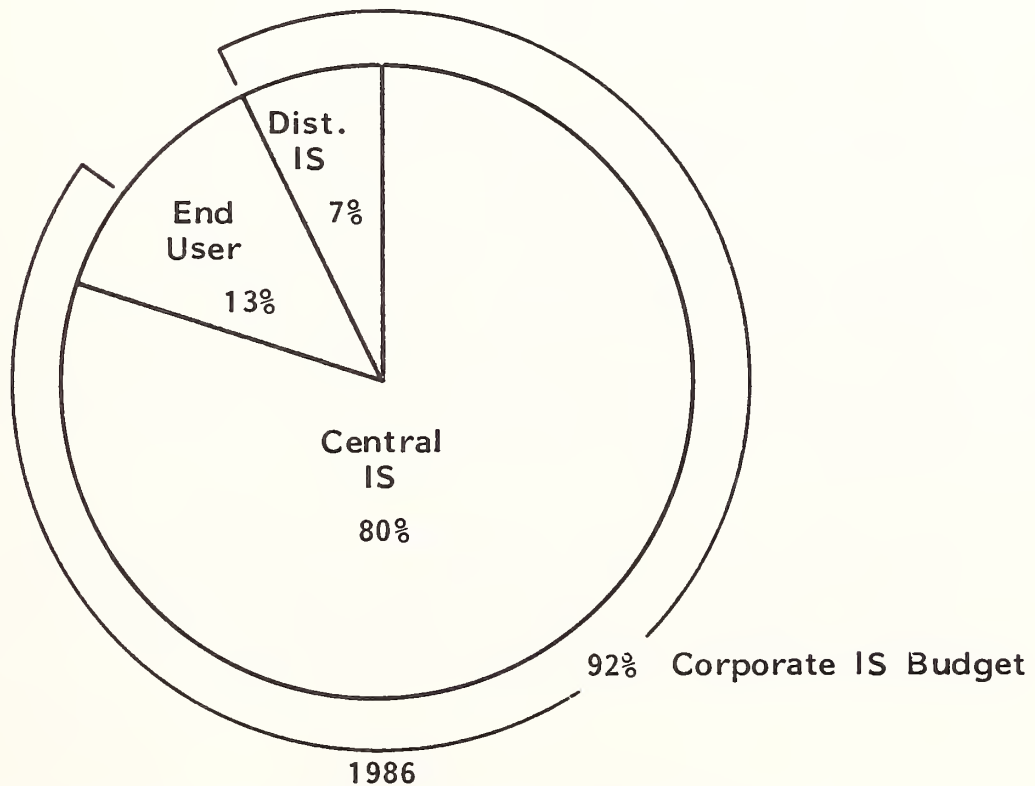 Dist.
IS
7%
End
User
13%
Central
IS
80%
92% Corporate IS Budget
1986